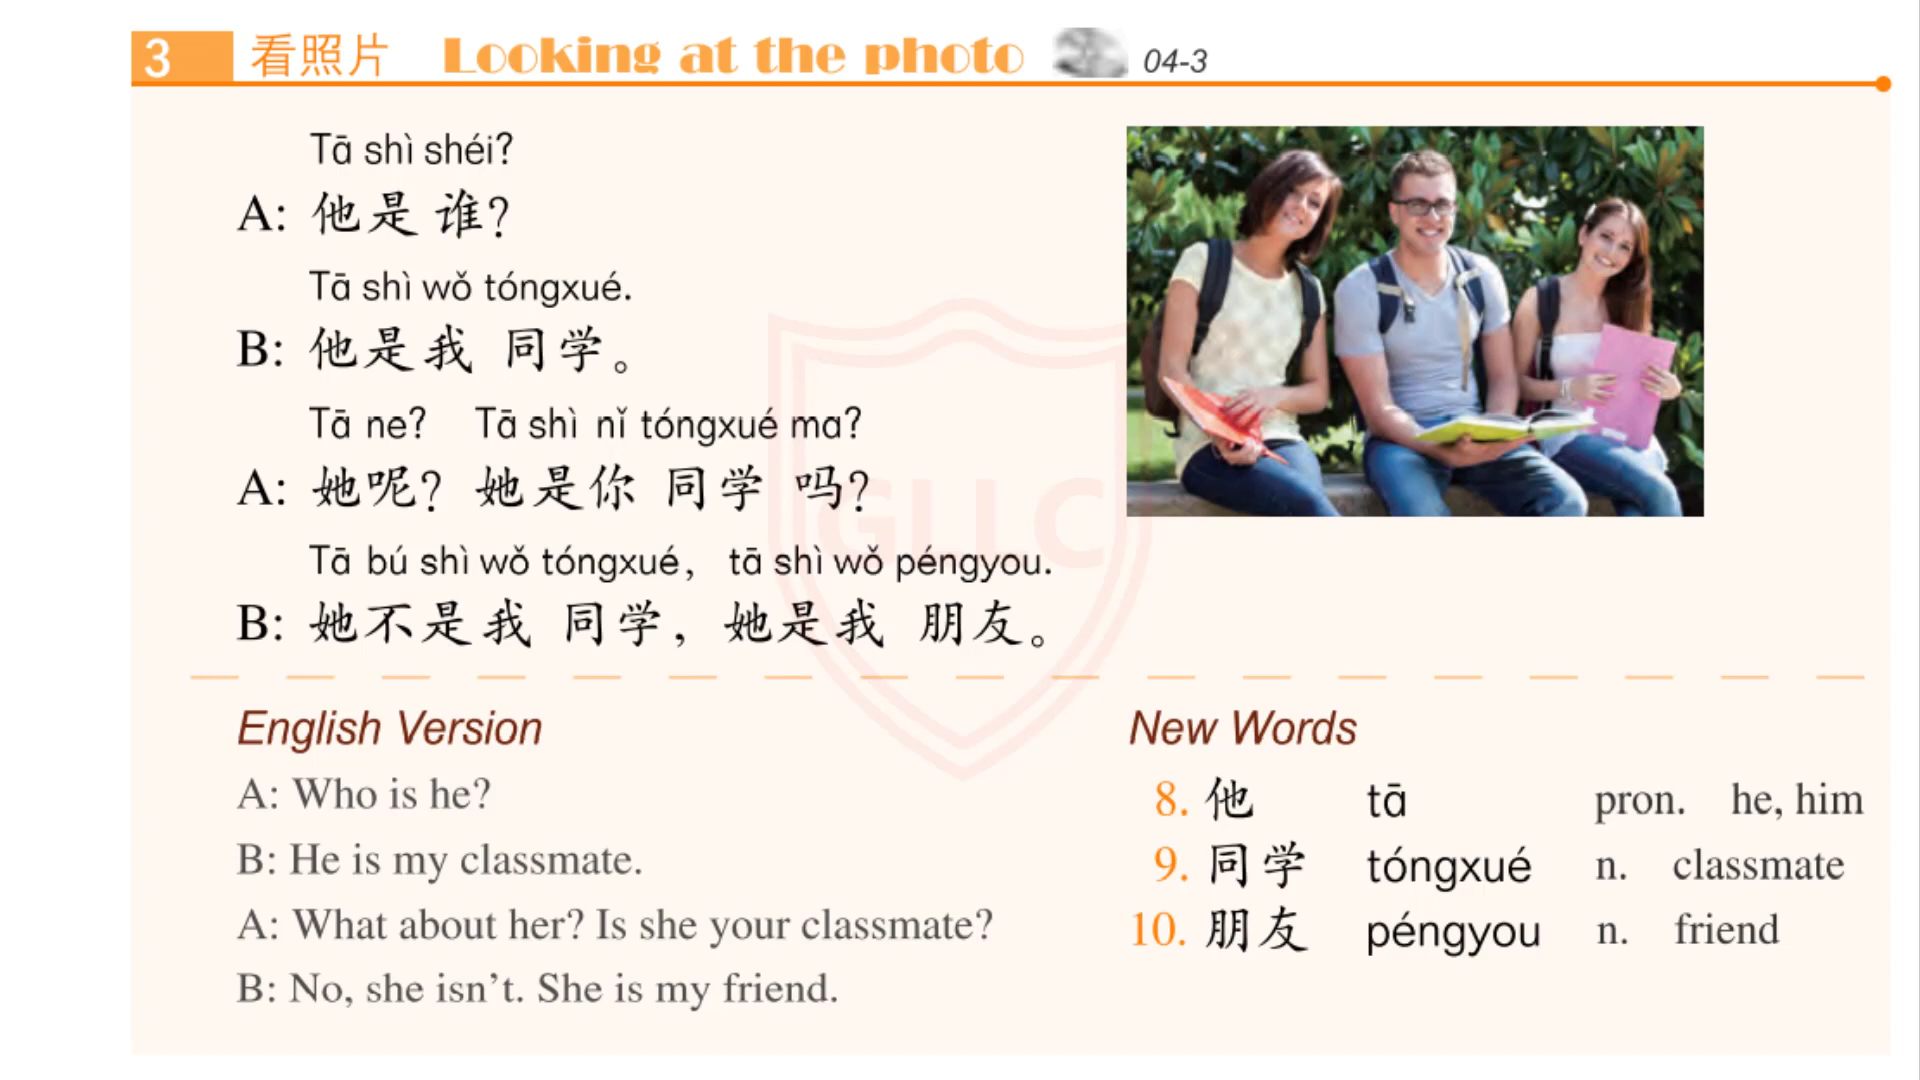 3 看照片 Looking at the photo 04-3
Tā shì shéi?
A: 他是谁?
Tā shì wǒ tóngxué.
B: 他是我同学。
Tā ne? Tā shì nǐ tóngxué ma?
A: 她呢? 她是你同学吗?
Tā bú shì wǒ tóngxué, tā shì wǒ péngyou.
B: 她不是我同学, 她是我朋友。
GLLC
English Version
A: Who is he?
B: He is my classmate.
A: What about her? Is she your classmate?
B: No, she isn't. She is my friend.
New Words
8. 他 tā pron. he, him
9. 同学 tóngxué n. classmate
10. 朋友 péngyou n. friend